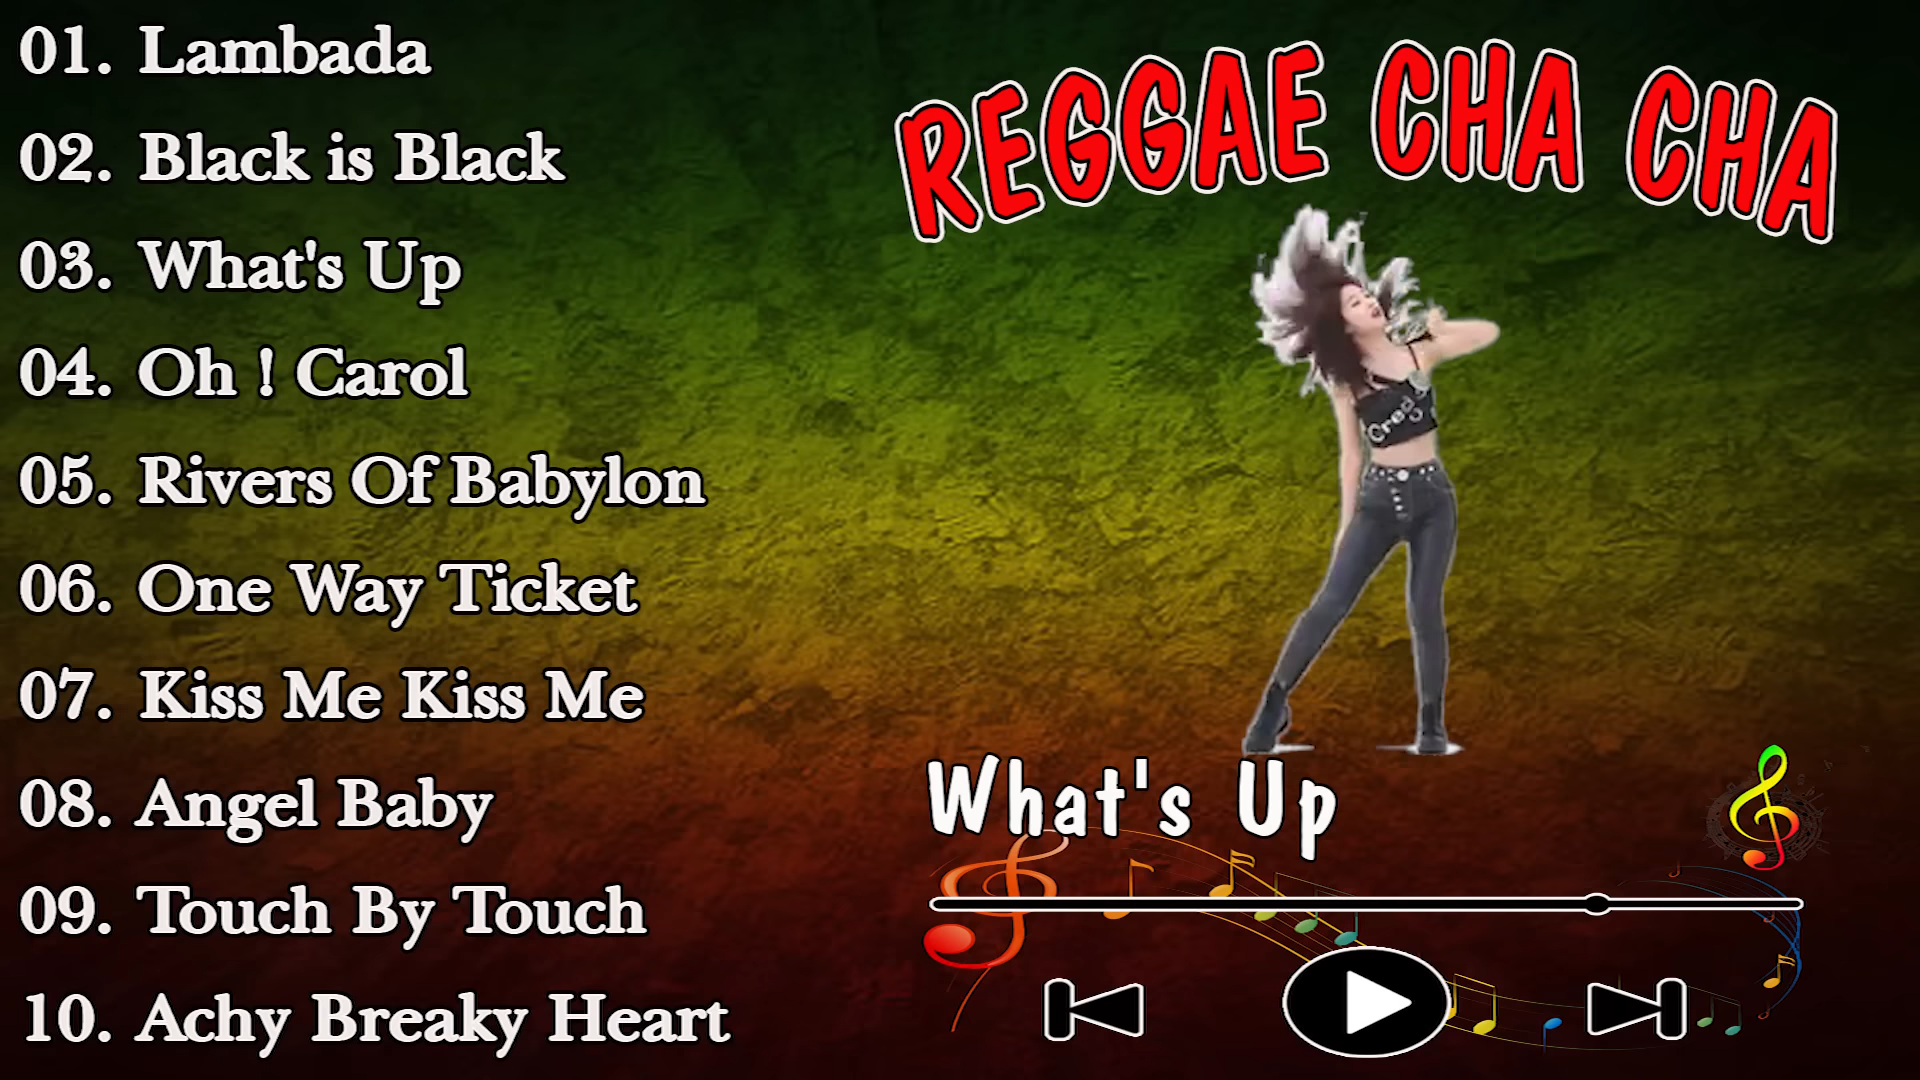 01. Lambada
02. Black is Black
03. What's Up
04. Oh ! Carol
05. Rivers Of Babylon
06. One Way Ticket
07. Kiss Me Kiss Me
08. Angel Baby
09. Touch By Touch
10. Achy Breaky Heart
REGGAE CHA CHA
What's Up